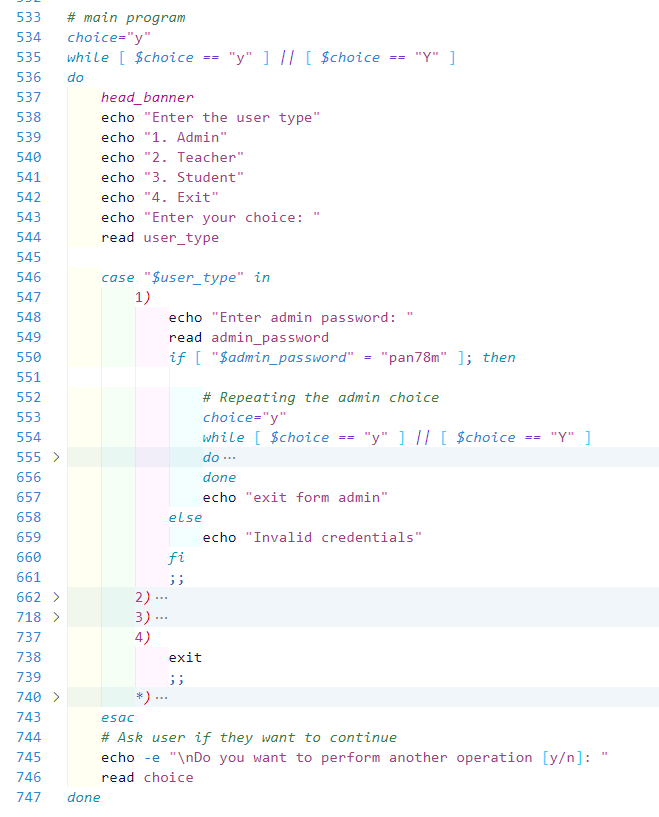 533 # main program
534 choice="y"
535 while [ $choice == "y" ] || [ $choice == "Y" ]
536 do
537     head_banner
538     echo "Enter the user type"
539     echo "1. Admin"
540     echo "2. Teacher"
541     echo "3. Student"
542     echo "4. Exit"
543     echo "Enter your choice: "
544     read user_type
545
546     case "$user_type" in
547         1)
548             echo "Enter admin password: "
549             read admin_password
550             if [ "$admin_password" = "pan78m" ]; then
551
552                 # Repeating the admin choice
553                 choice="y"
554                 while [ $choice == "y" ] || [ $choice == "Y" ]
555 >               do ···
656                 done
657                 echo "exit form admin"
658             else
659                 echo "Invalid credentials"
660             fi
661             ;;
662 >       2) ···
718 >       3) ···
737         4)
738             exit
739             ;;
740 >       *) ···
743     esac
744     # Ask user if they want to continue
745     echo -e "\nDo you want to perform another operation [y/n]: "
746     read choice
747 done